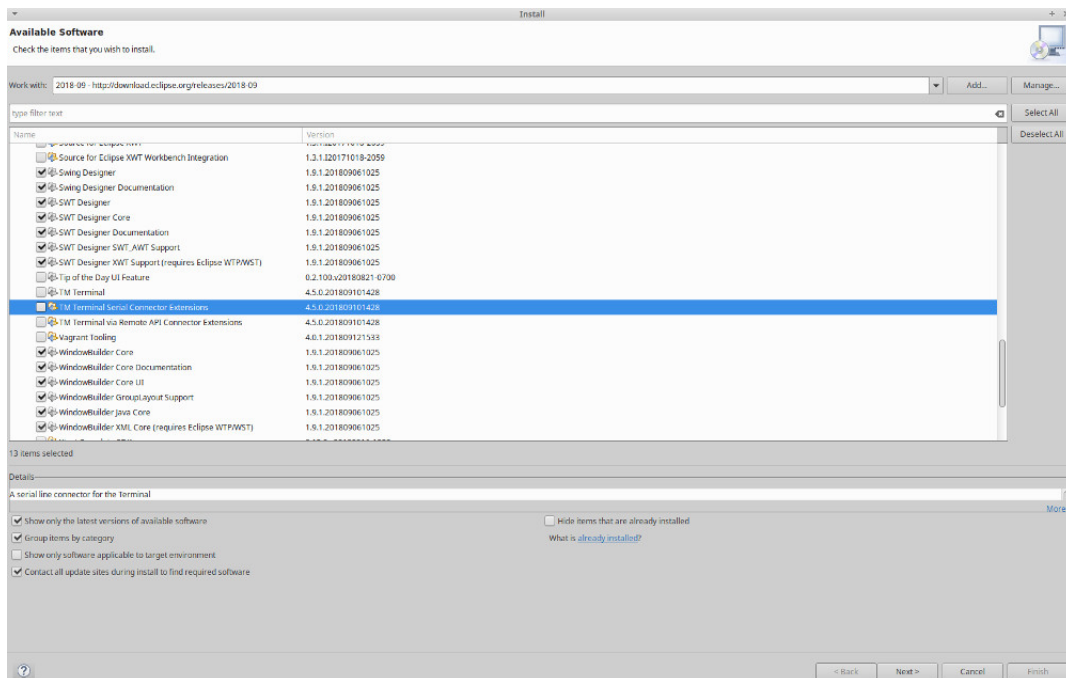 Install
Available Software
Check the items that you wish to install.
Work with: 2018-09 - http://download.eclipse.org/releases/2018-09 Add... Manage...
type filter text Select All
Name Version Deselect All
Source for Eclipse XWT Workbench Integration 1.3.1.I20171018-2059
Swing Designer 1.9.1.201809061025
Swing Designer Documentation 1.9.1.201809061025
SWT Designer 1.9.1.201809061025
SWT Designer Core 1.9.1.201809061025
SWT Designer Documentation 1.9.1.201809061025
SWT Designer SWT_AWT Support 1.9.1.201809061025
SWT Designer XWT Support (requires Eclipse WTP/WST) 1.9.1.201809061025
Tip of the Day UI Feature 0.2.100.v20180821-0700
TM Terminal 4.5.0.201809101428
TM Terminal Serial Connector Extensions 4.5.0.201809101428
TM Terminal via Remote API Connector Extensions 4.5.0.201809101428
Vagrant Tooling 4.0.1.201809121533
WindowBuilder Core 1.9.1.201809061025
WindowBuilder Core Documentation 1.9.1.201809061025
WindowBuilder Core UI 1.9.1.201809061025
WindowBuilder GroupLayout Support 1.9.1.201809061025
WindowBuilder Java Core 1.9.1.201809061025
WindowBuilder XML Core (requires Eclipse WTP/WST) 1.9.1.201809061025
13 items selected
Details
A serial line connector for the Terminal
More
Show only the latest versions of available software Hide items that are already installed
Group items by category What is already installed?
Show only software applicable to target environment
Contact all update sites during install to find required software
? < Back Next > Cancel Finish